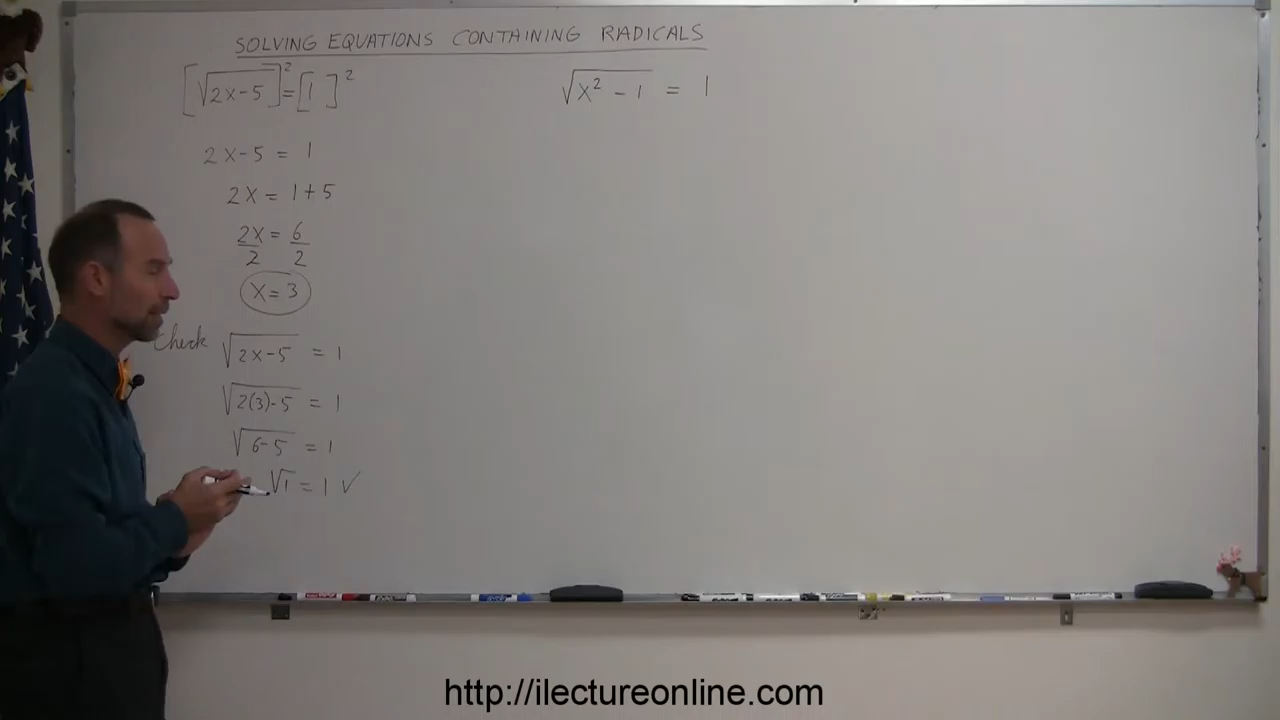 SOLVING EQUATIONS CONTAINING RADICALS
[√(2x-5)]² = [1]²
2x-5 = 1
2x = 1+5
2x/2 = 6/2
x=3
Check √(2x-5) = 1
√(2(3)-5) = 1
√(6-5) = 1
√1 = 1 ✓
√(x² - 1) = 1
http://ilectureonline.com